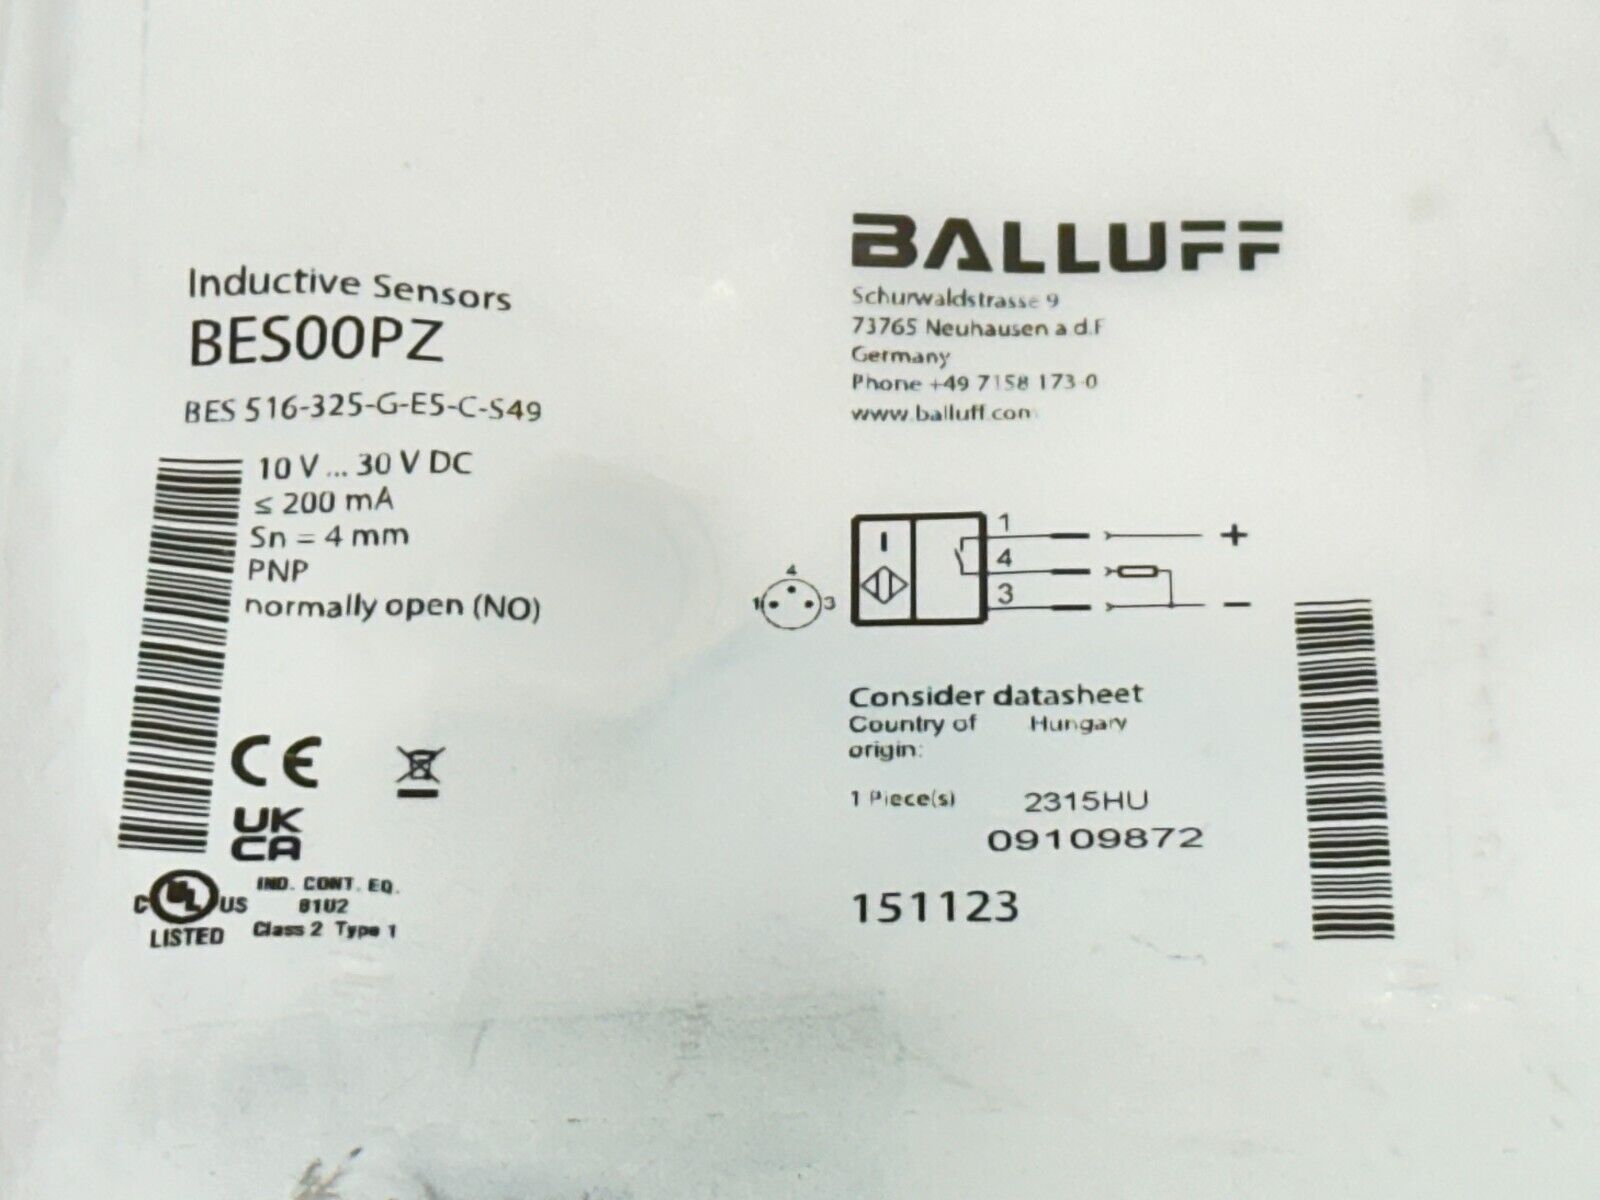 Inductive Sensors
BES00PZ
BES 516-325-G-E5-C-S49
10 V ... 30 V DC
≤ 200 mA
Sn = 4 mm
PNP
normally open (NO)
CE
UK
CA
C UL US
LISTED
IND. CONT. EQ.
81U2
Class 2 Type 1
BALLUFF
Schurwaldstrasse 9
73765 Neuhausen a.d.F
Germany
Phone +49 7158 173-0
www.balluff.com
4
1 3
1 +
4
3 −
Consider datasheet
Country of Hungary
origin:
1 Piece(s) 2315HU
09109872
151123